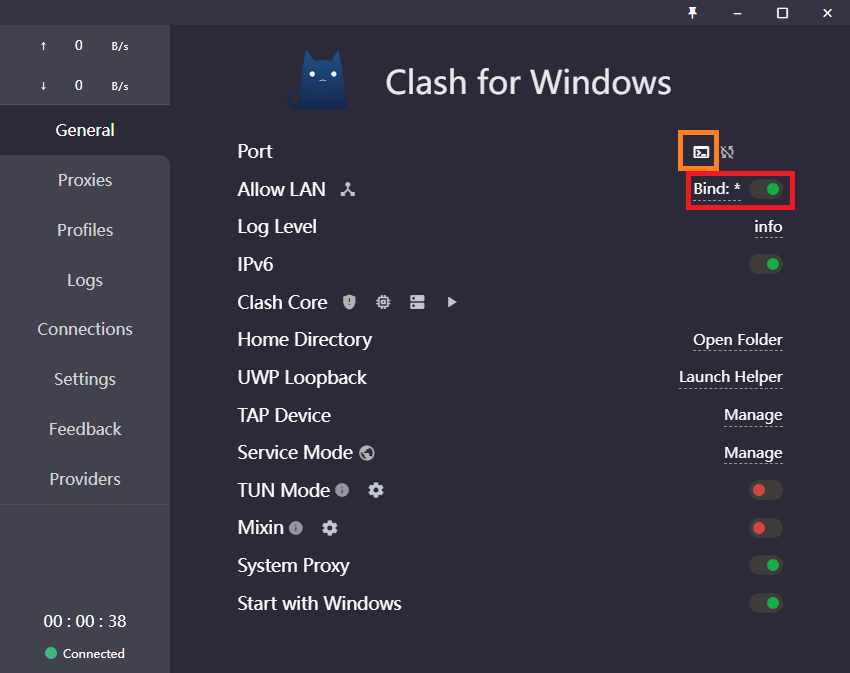 ↑ 0 B/s
↓ 0 B/s
General
Proxies
Profiles
Logs
Connections
Settings
Feedback
Providers
00 : 00 : 38
Connected
Clash for Windows
Port
Allow LAN Bind: *
Log Level info
IPv6
Clash Core
Home Directory Open Folder
UWP Loopback Launch Helper
TAP Device Manage
Service Mode Manage
TUN Mode
Mixin
System Proxy
Start with Windows